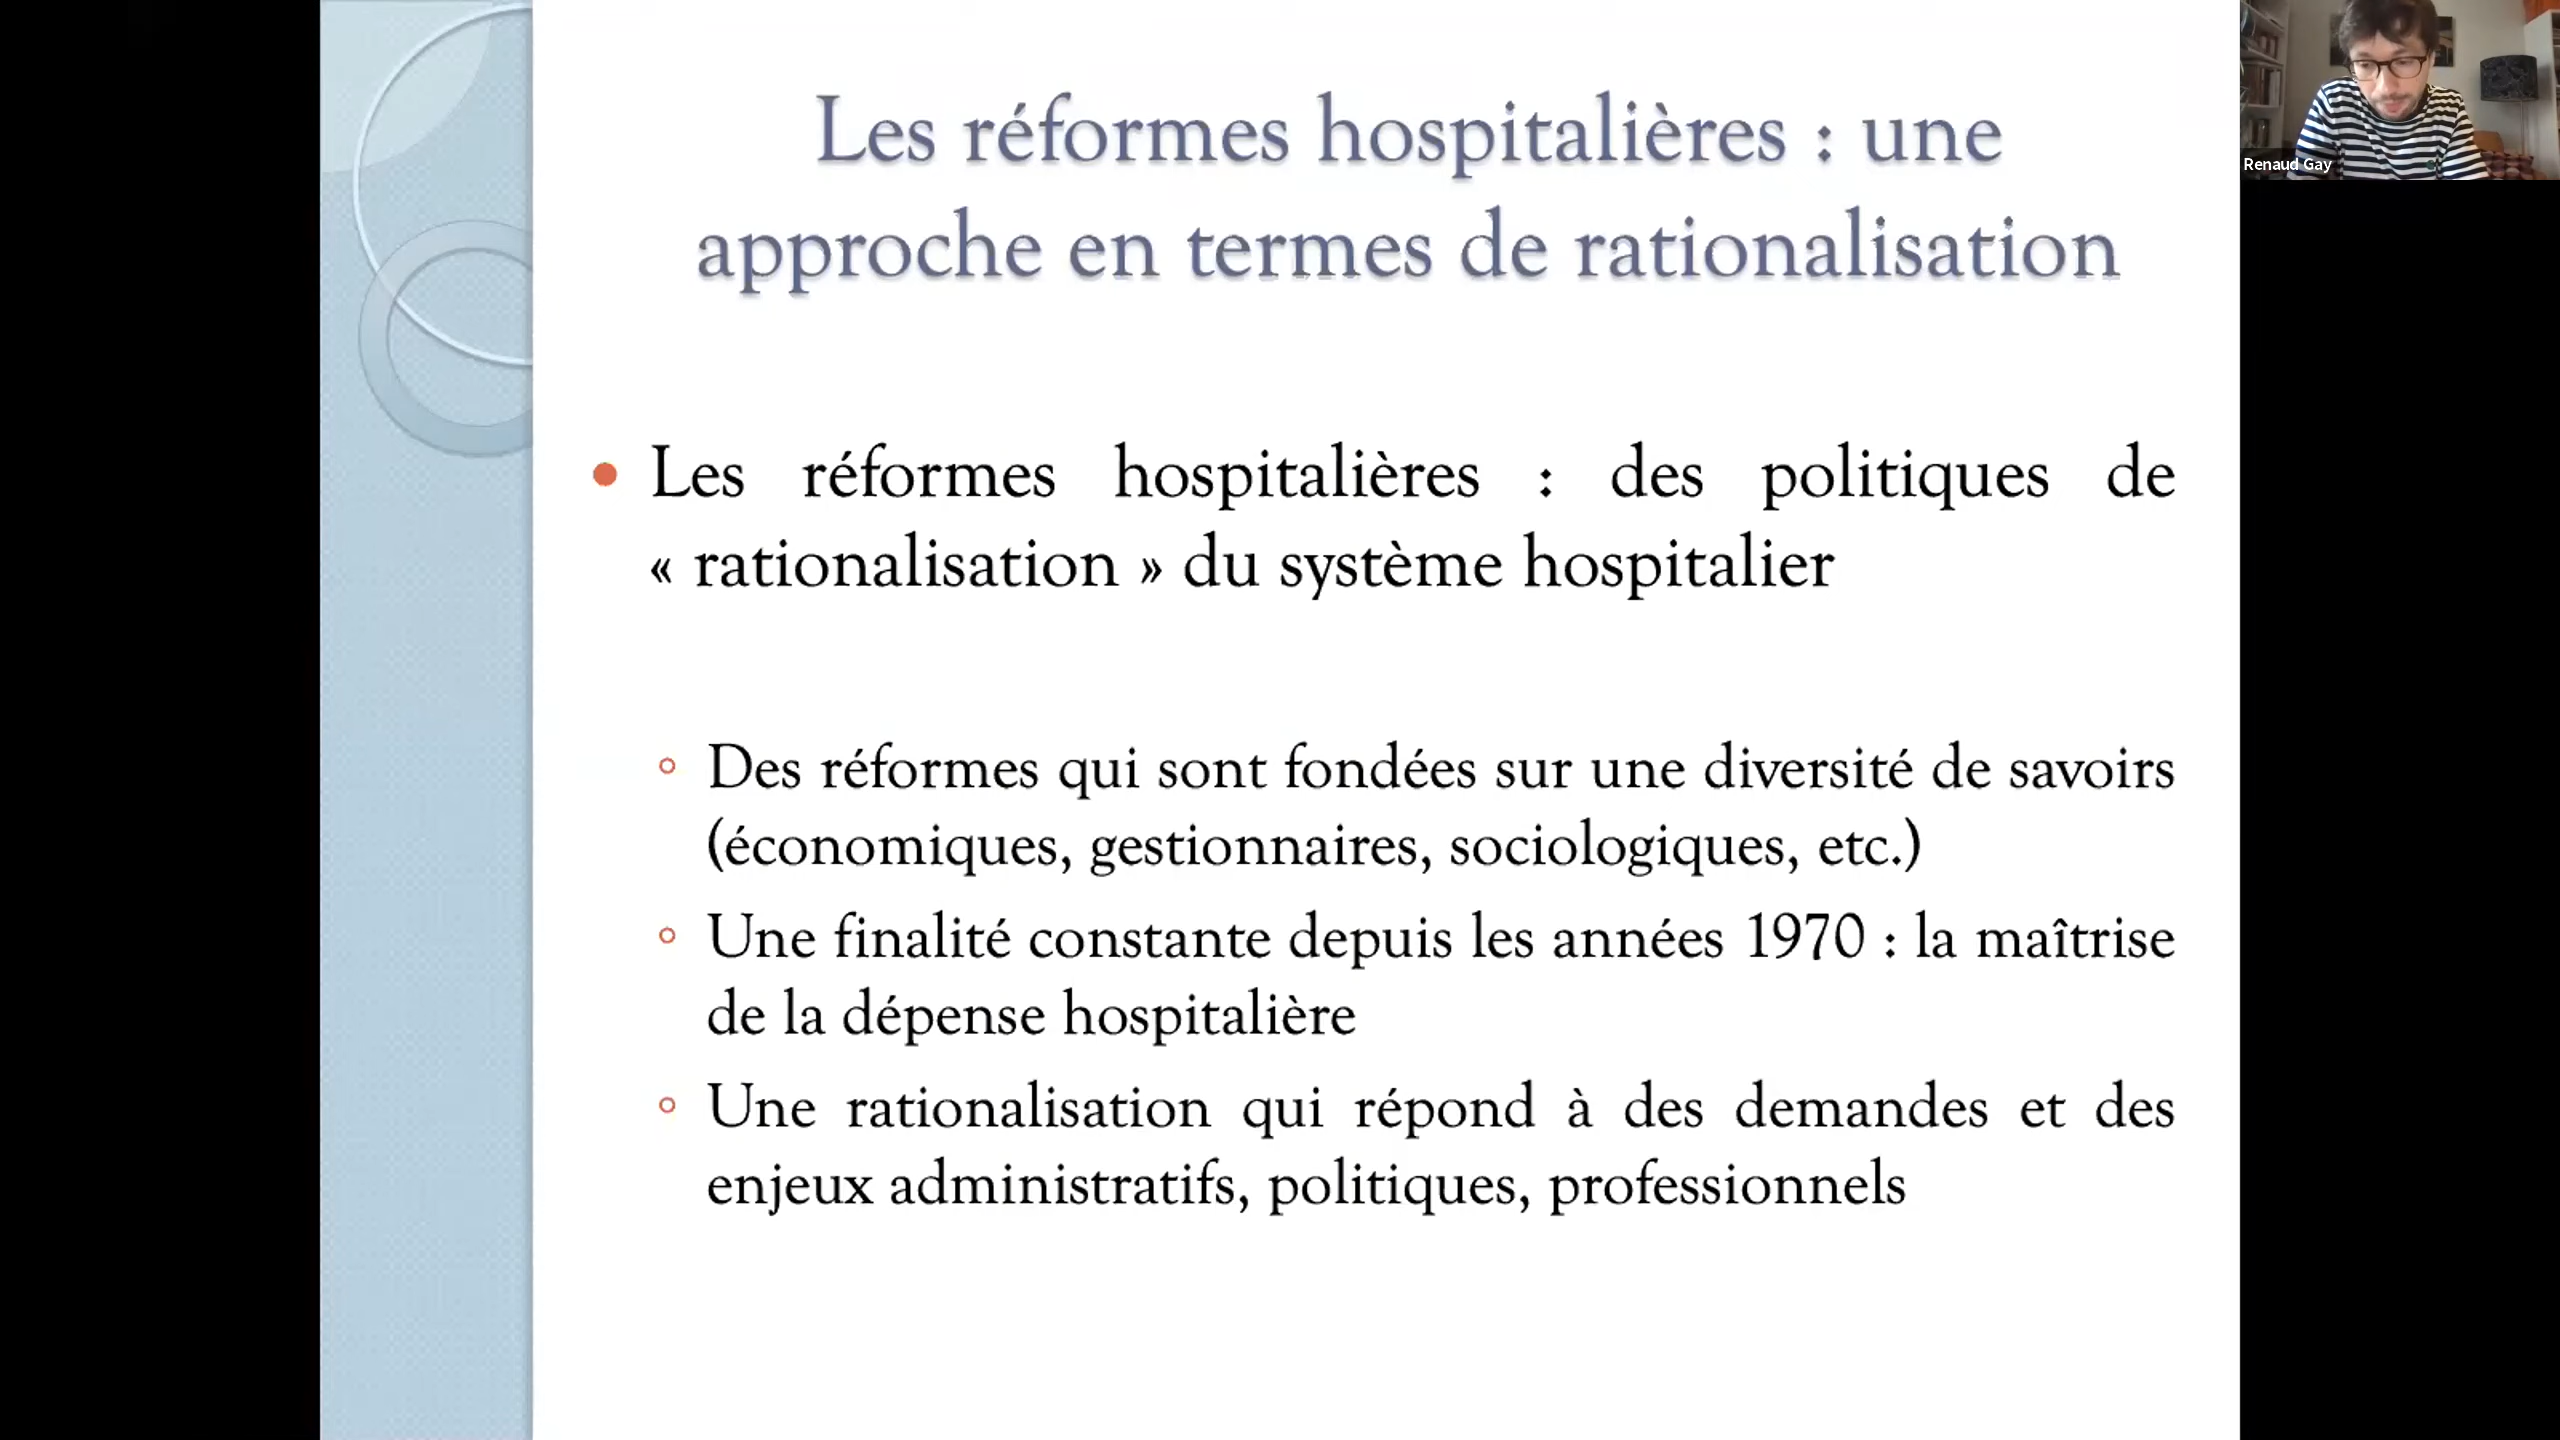 Les réformes hospitalières : une
approche en termes de rationalisation
Renaud Gay
• Les réformes hospitalières : des politiques de
« rationalisation » du système hospitalier
◦ Des réformes qui sont fondées sur une diversité de savoirs
(économiques, gestionnaires, sociologiques, etc.)
◦ Une finalité constante depuis les années 1970 : la maîtrise
de la dépense hospitalière
◦ Une rationalisation qui répond à des demandes et des
enjeux administratifs, politiques, professionnels